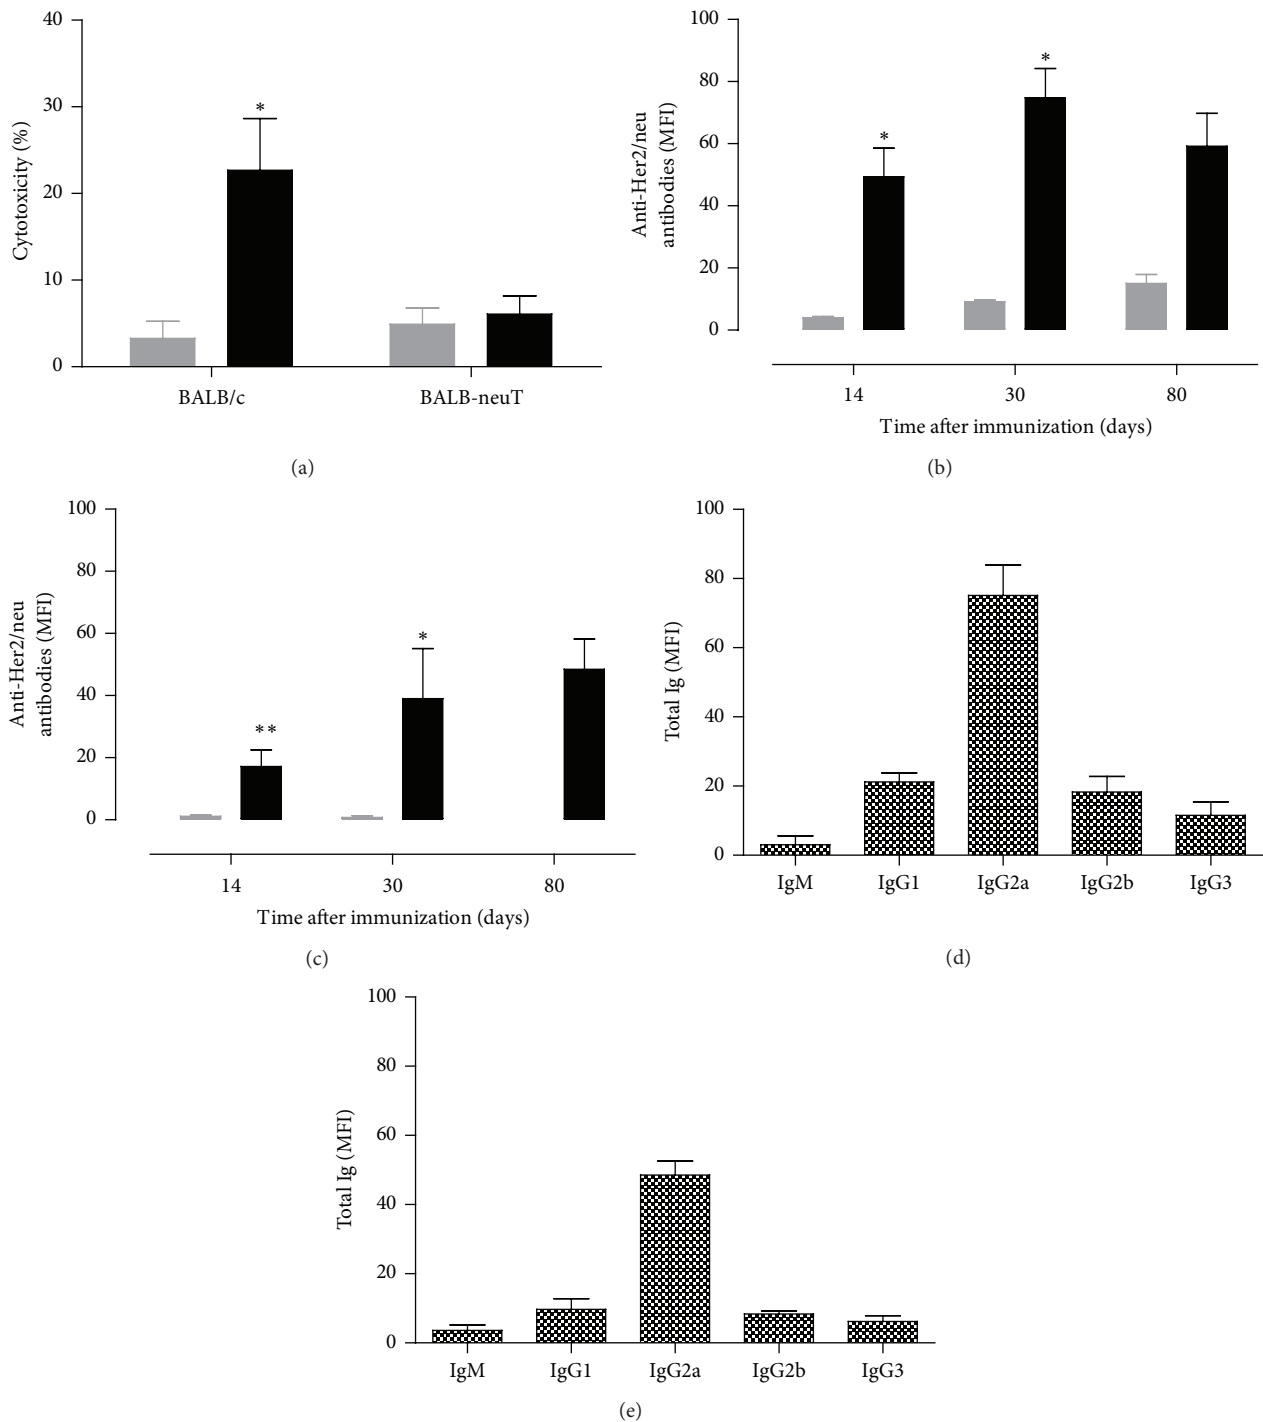 40
30
20
10
0
Cytotoxicity (%)
*
BALB/c
BALB-neuT
(a)
100
80
60
40
20
0
Anti-Her2/neu
antibodies (MFI)
*
*
14
30
80
Time after immunization (days)
(b)
100
80
60
40
20
0
Anti-Her2/neu
antibodies (MFI)
**
*
14
30
80
Time after immunization (days)
(c)
100
80
60
40
20
0
Total Ig (MFI)
IgM
IgG1
IgG2a
IgG2b
IgG3
(d)
100
80
60
40
20
0
Total Ig (MFI)
IgM
IgG1
IgG2a
IgG2b
IgG3
(e)